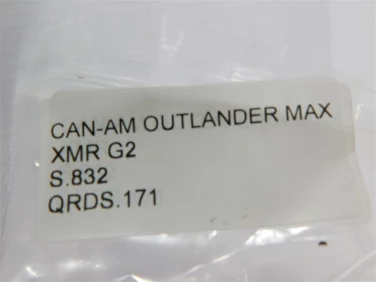 CAN-AM OUTLANDER MAX
XMR G2
S.832
QRDS.171